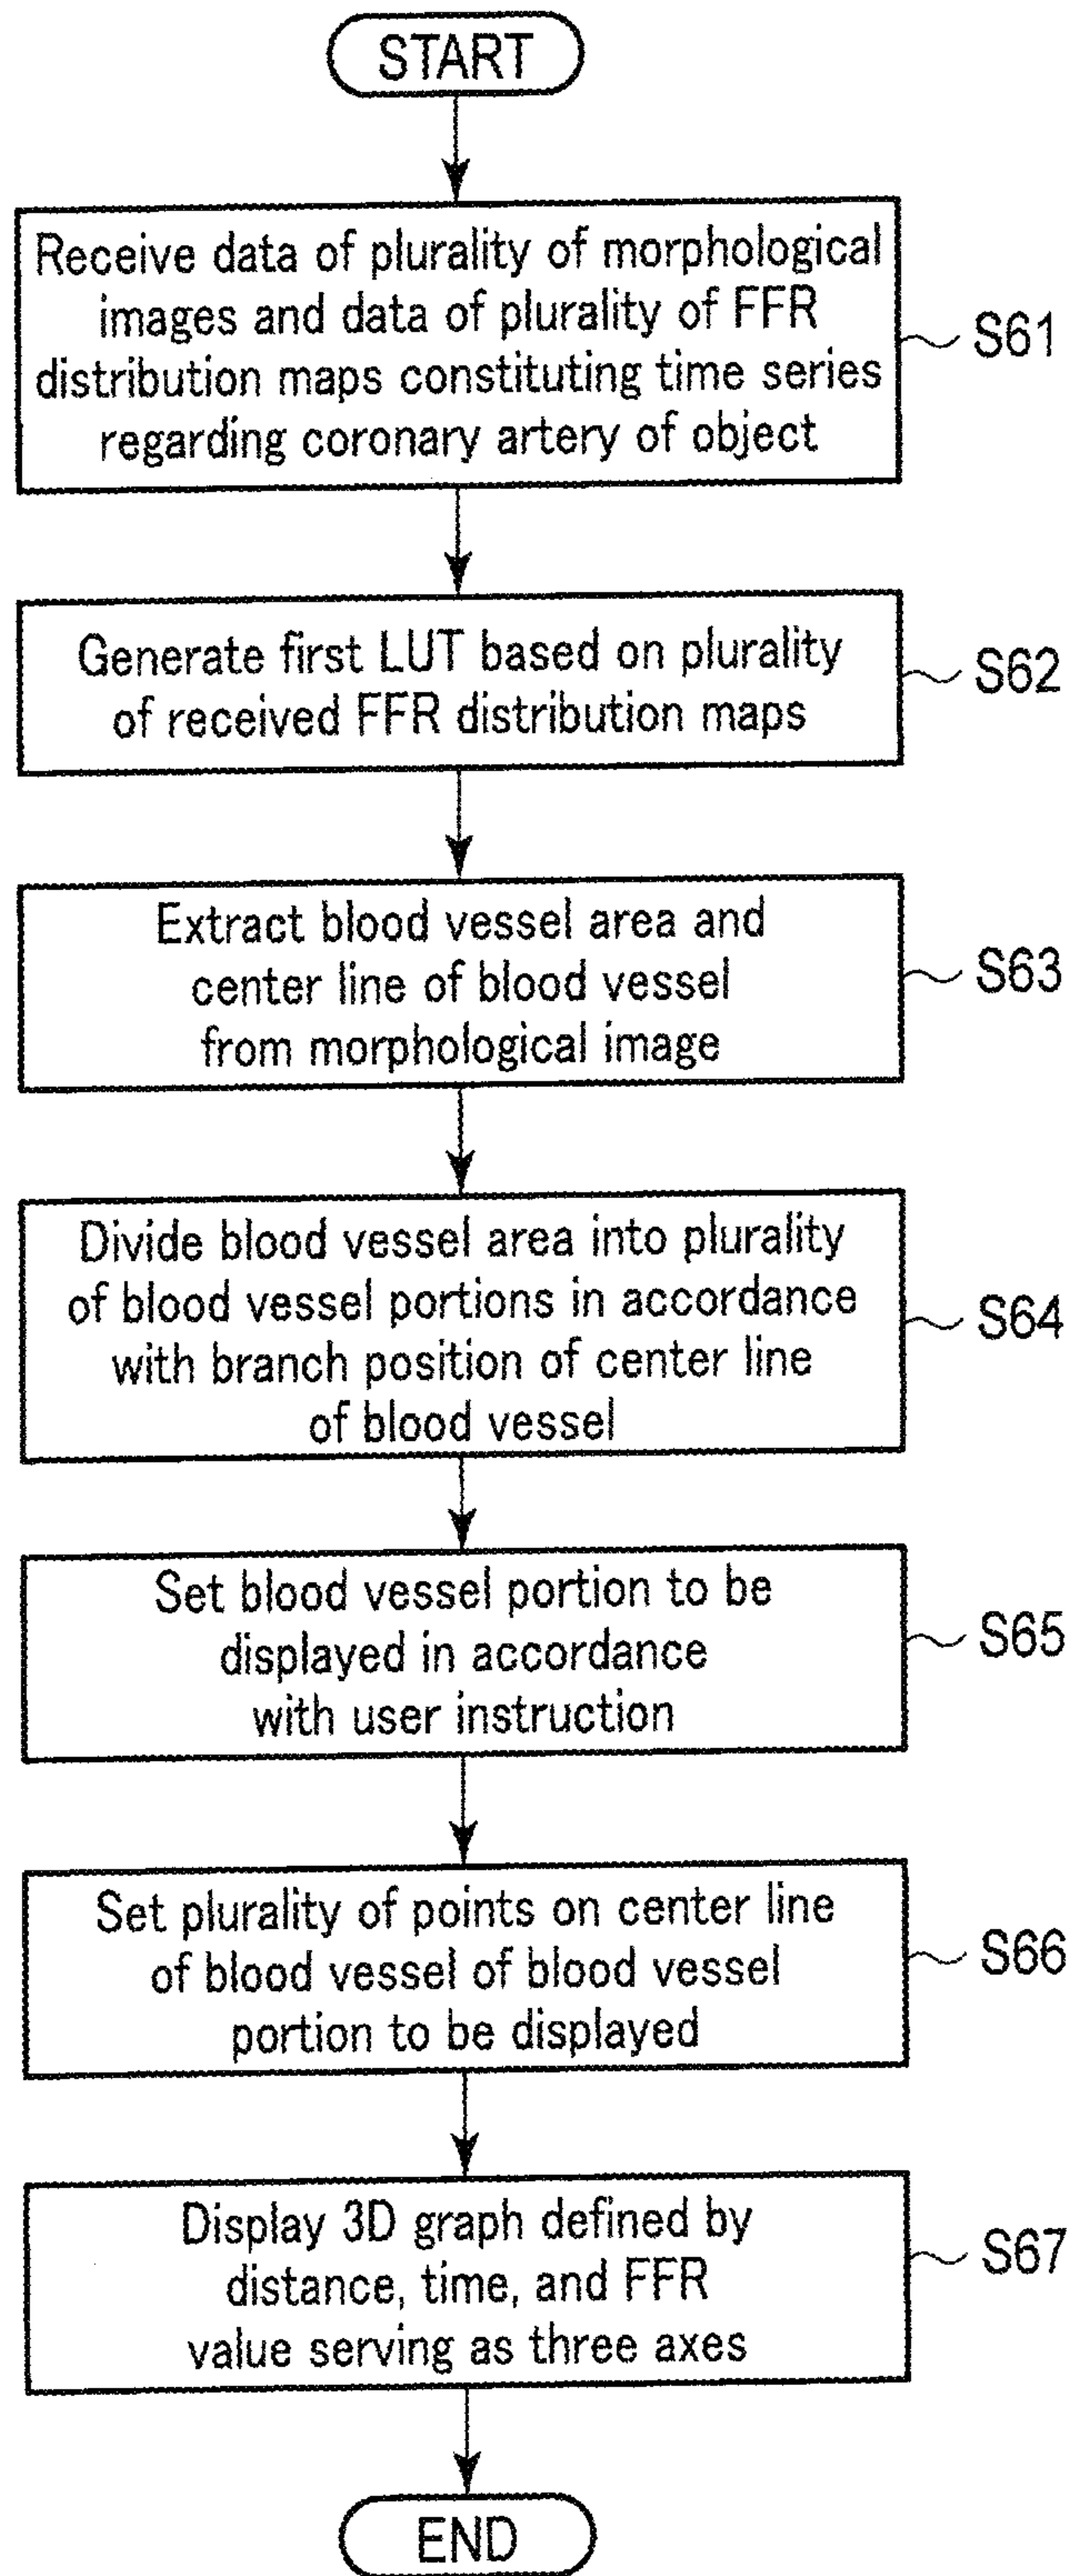 START
Receive data of plurality of morphological
images and data of plurality of FFR
distribution maps constituting time series
regarding coronary artery of object
S61
Generate first LUT based on plurality
of received FFR distribution maps
S62
Extract blood vessel area and
center line of blood vessel
from morphological image
S63
Divide blood vessel area into plurality
of blood vessel portions in accordance
with branch position of center line
of blood vessel
S64
Set blood vessel portion to be
displayed in accordance
with user instruction
S65
Set plurality of points on center line
of blood vessel of blood vessel
portion to be displayed
S66
Display 3D graph defined by
distance, time, and FFR
value serving as three axes
S67
END